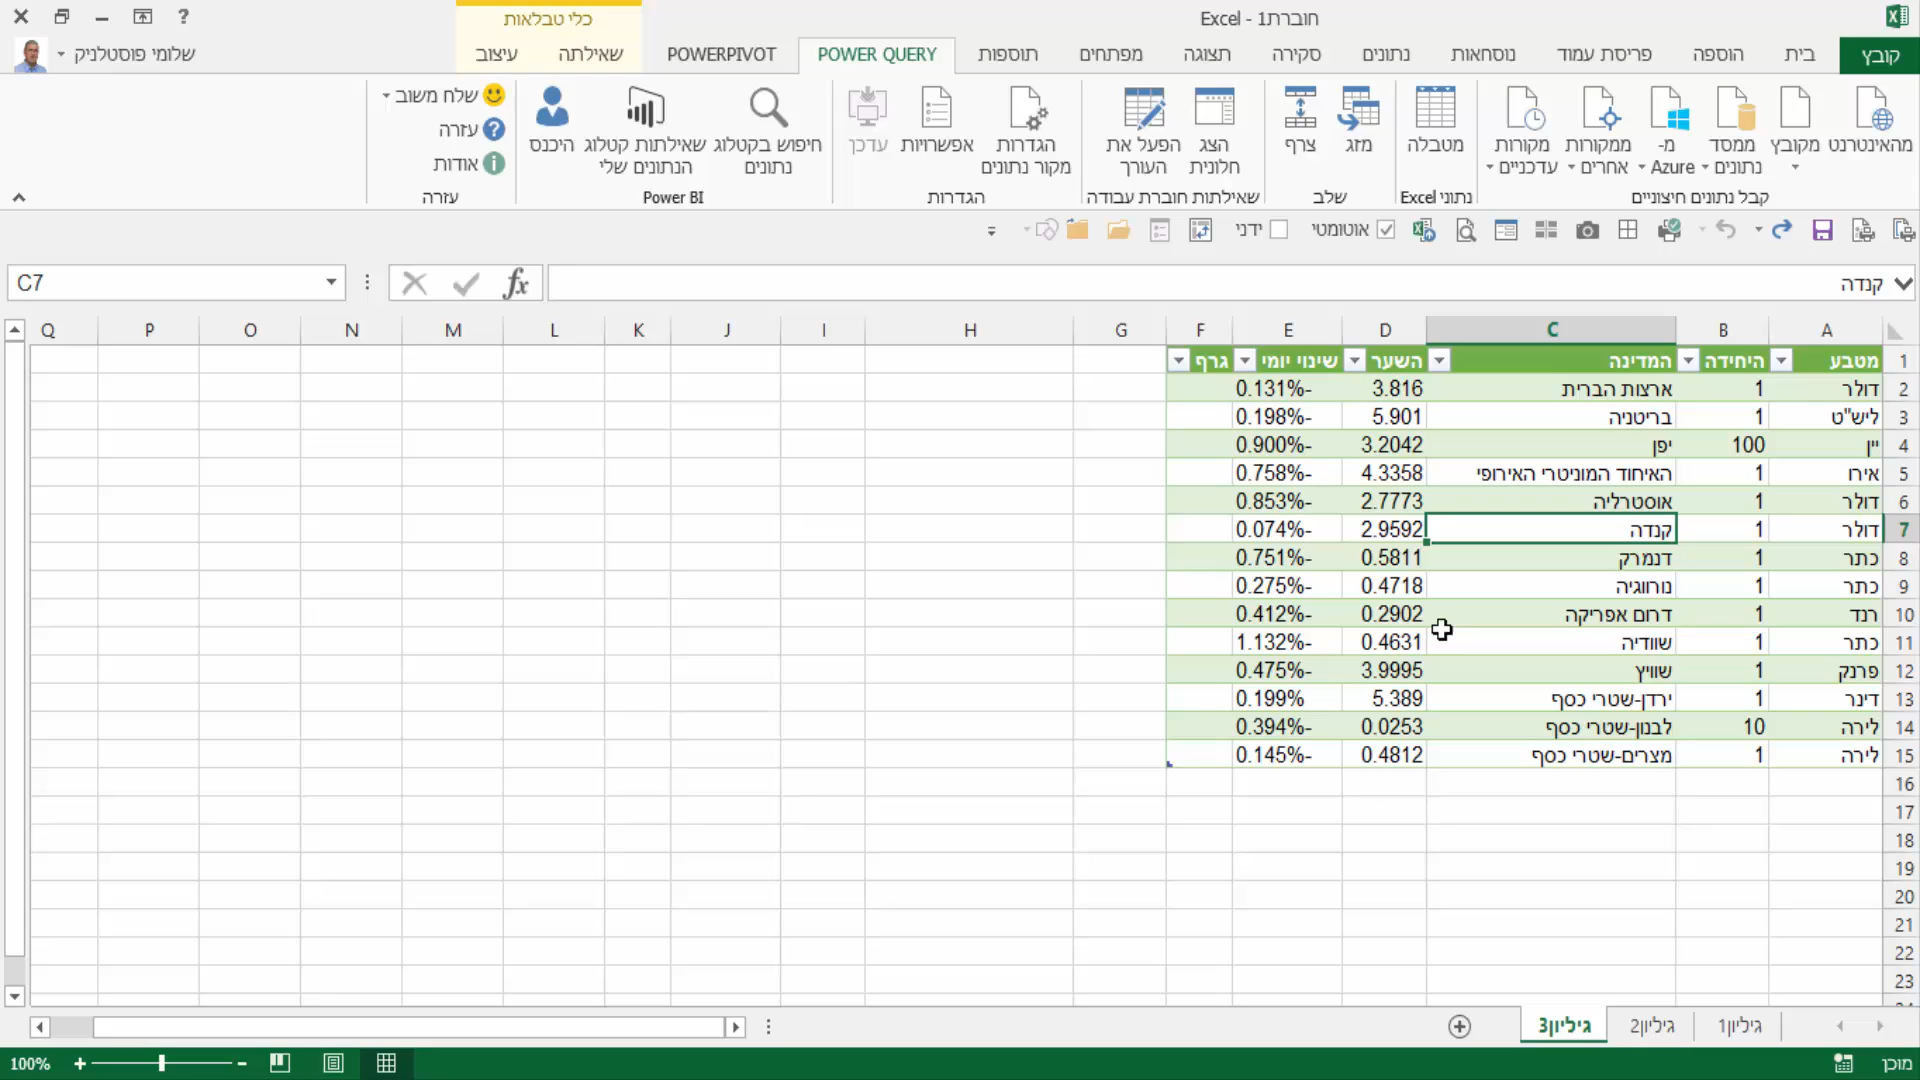 חוברת1 - Excel
כלי טבלאות
?
קובץ
בית
הוספה
פריסת עמוד
נוסחאות
נתונים
סקירה
תצוגה
מפתחים
תוספות
POWER QUERY
POWERPIVOT
שאילתה
עיצוב
שלומי פוסטלניק
מהאינטרנט
מקובץ
ממסד נתונים
מ- Azure
ממקורות אחרים
מקורות עדכניים
מטבלה
מזג
צרף
הצג חלונית
הפעל את העורך
הגדרות מקור נתונים
אפשרויות
עדכן
חיפוש בקטלוג נתונים
שאילתות קטלוג הנתונים שלי
היכנס
שלח משוב
עזרה
אודות
קבל נתונים חיצוניים
נתוני Excel
שלב
שאילתות חוברת עבודה
הגדרות
Power BI
עזרה
אוטומטי
ידני
C7
fx
קנדה
A B C D E F G H I J K L M N O P Q
1 מטבע היחידה המדינה השער שינוי יומי גרף
2 דולר 1 ארצות הברית 3.816 0.131%-
3 ליש"ט 1 בריטניה 5.901 0.198%-
4 יין 100 יפן 3.2042 0.900%-
5 אירו 1 האיחוד המוניטרי האירופי 4.3358 0.758%-
6 דולר 1 אוסטרליה 2.7773 0.853%-
7 דולר 1 קנדה 2.9592 0.074%-
8 כתר 1 דנמרק 0.5811 0.751%-
9 כתר 1 נורווגיה 0.4718 0.275%-
10 רנד 1 דרום אפריקה 0.2902 0.412%-
11 כתר 1 שוודיה 0.4631 1.132%-
12 פרנק 1 שוויץ 3.9995 0.475%-
13 דינר 1 ירדן-שטרי כסף 5.389 0.199%
14 לירה 10 לבנון-שטרי כסף 0.0253 0.394%-
15 לירה 1 מצרים-שטרי כסף 0.4812 0.145%-
16
17
18
19
20
21
22
23
גיליון1
גיליון2
גיליון3
מוכן
100%